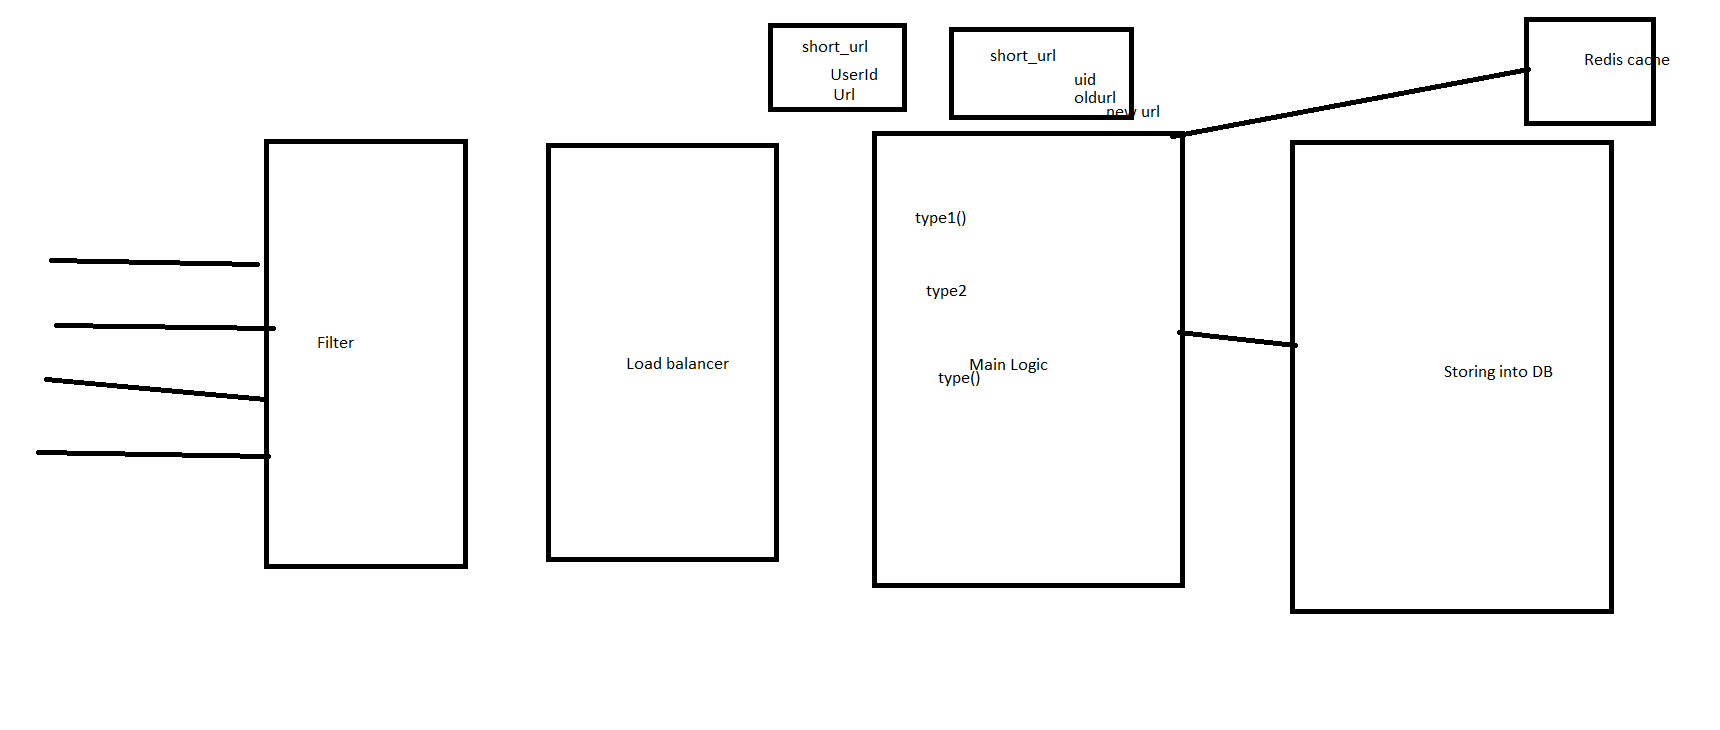 short_url
UserId
Url
short_url
uid
oldurl
new url
Redis cache
Filter
Load balancer
type1()
type2
Main Logic
type()
Storing into DB